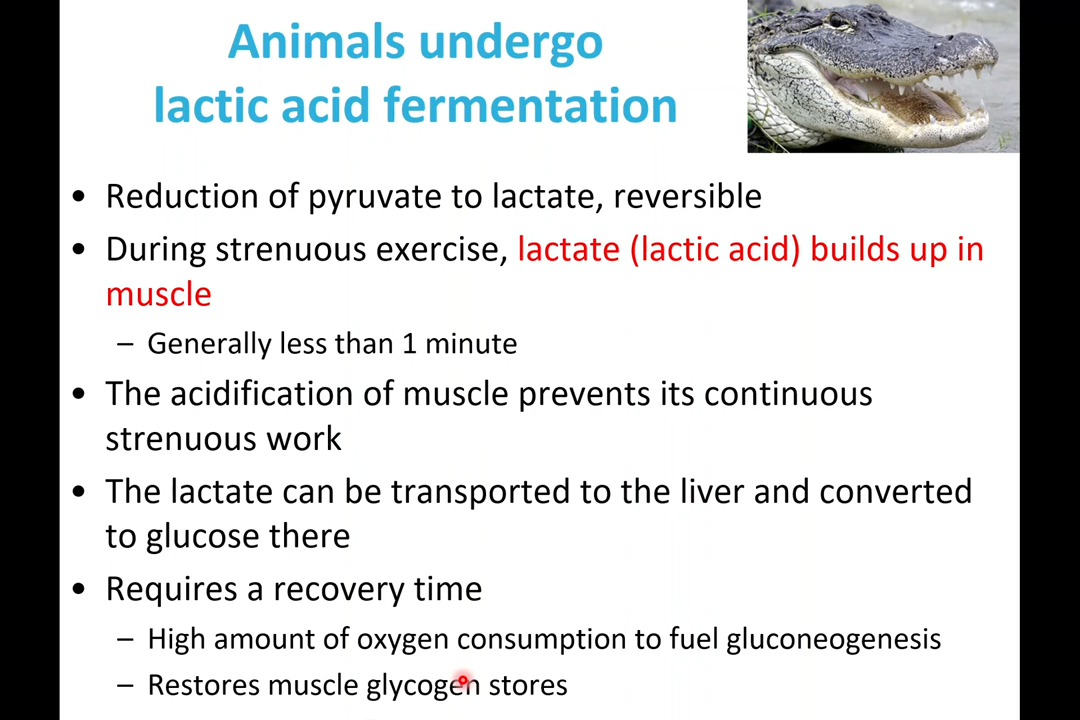 Animals undergo
lactic acid fermentation
• Reduction of pyruvate to lactate, reversible
• During strenuous exercise, lactate (lactic acid) builds up in
muscle
– Generally less than 1 minute
• The acidification of muscle prevents its continuous
strenuous work
• The lactate can be transported to the liver and converted
to glucose there
• Requires a recovery time
– High amount of oxygen consumption to fuel gluconeogenesis
– Restores muscle glycogen stores